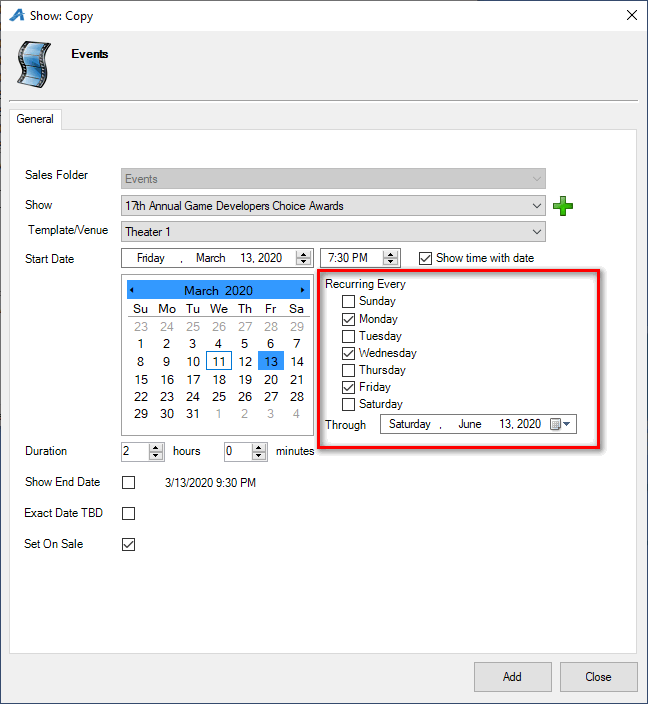 Show: Copy
Events
General
Sales Folder Events
Show 17th Annual Game Developers Choice Awards
Template/Venue Theater 1
Start Date Friday , March 13, 2020 7:30 PM Show time with date
March 2020
Su Mo Tu We Th Fr Sa
23 24 25 26 27 28 29
1 2 3 4 5 6 7
8 9 10 11 12 13 14
15 16 17 18 19 20 21
22 23 24 25 26 27 28
29 30 31 1 2 3 4
Recurring Every
Sunday
Monday
Tuesday
Wednesday
Thursday
Friday
Saturday
Through Saturday , June 13, 2020
Duration 2 hours 0 minutes
Show End Date 3/13/2020 9:30 PM
Exact Date TBD
Set On Sale
Add Close